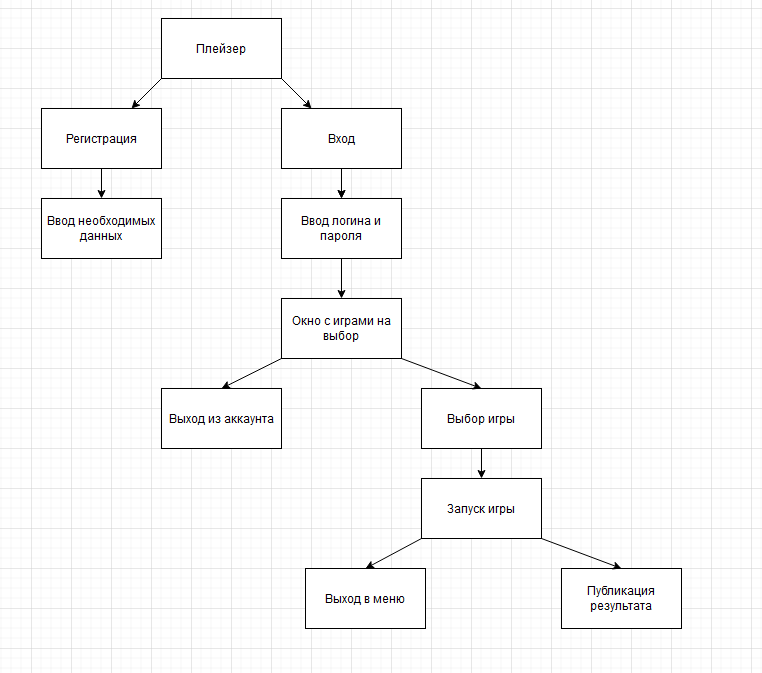 Плейзер
Регистрация
Вход
Ввод необходимых
данных
Ввод логина и
пароля
Окно с играми на
выбор
Выход из аккаунта
Выбор игры
Запуск игры
Выход в меню
Публикация
результата